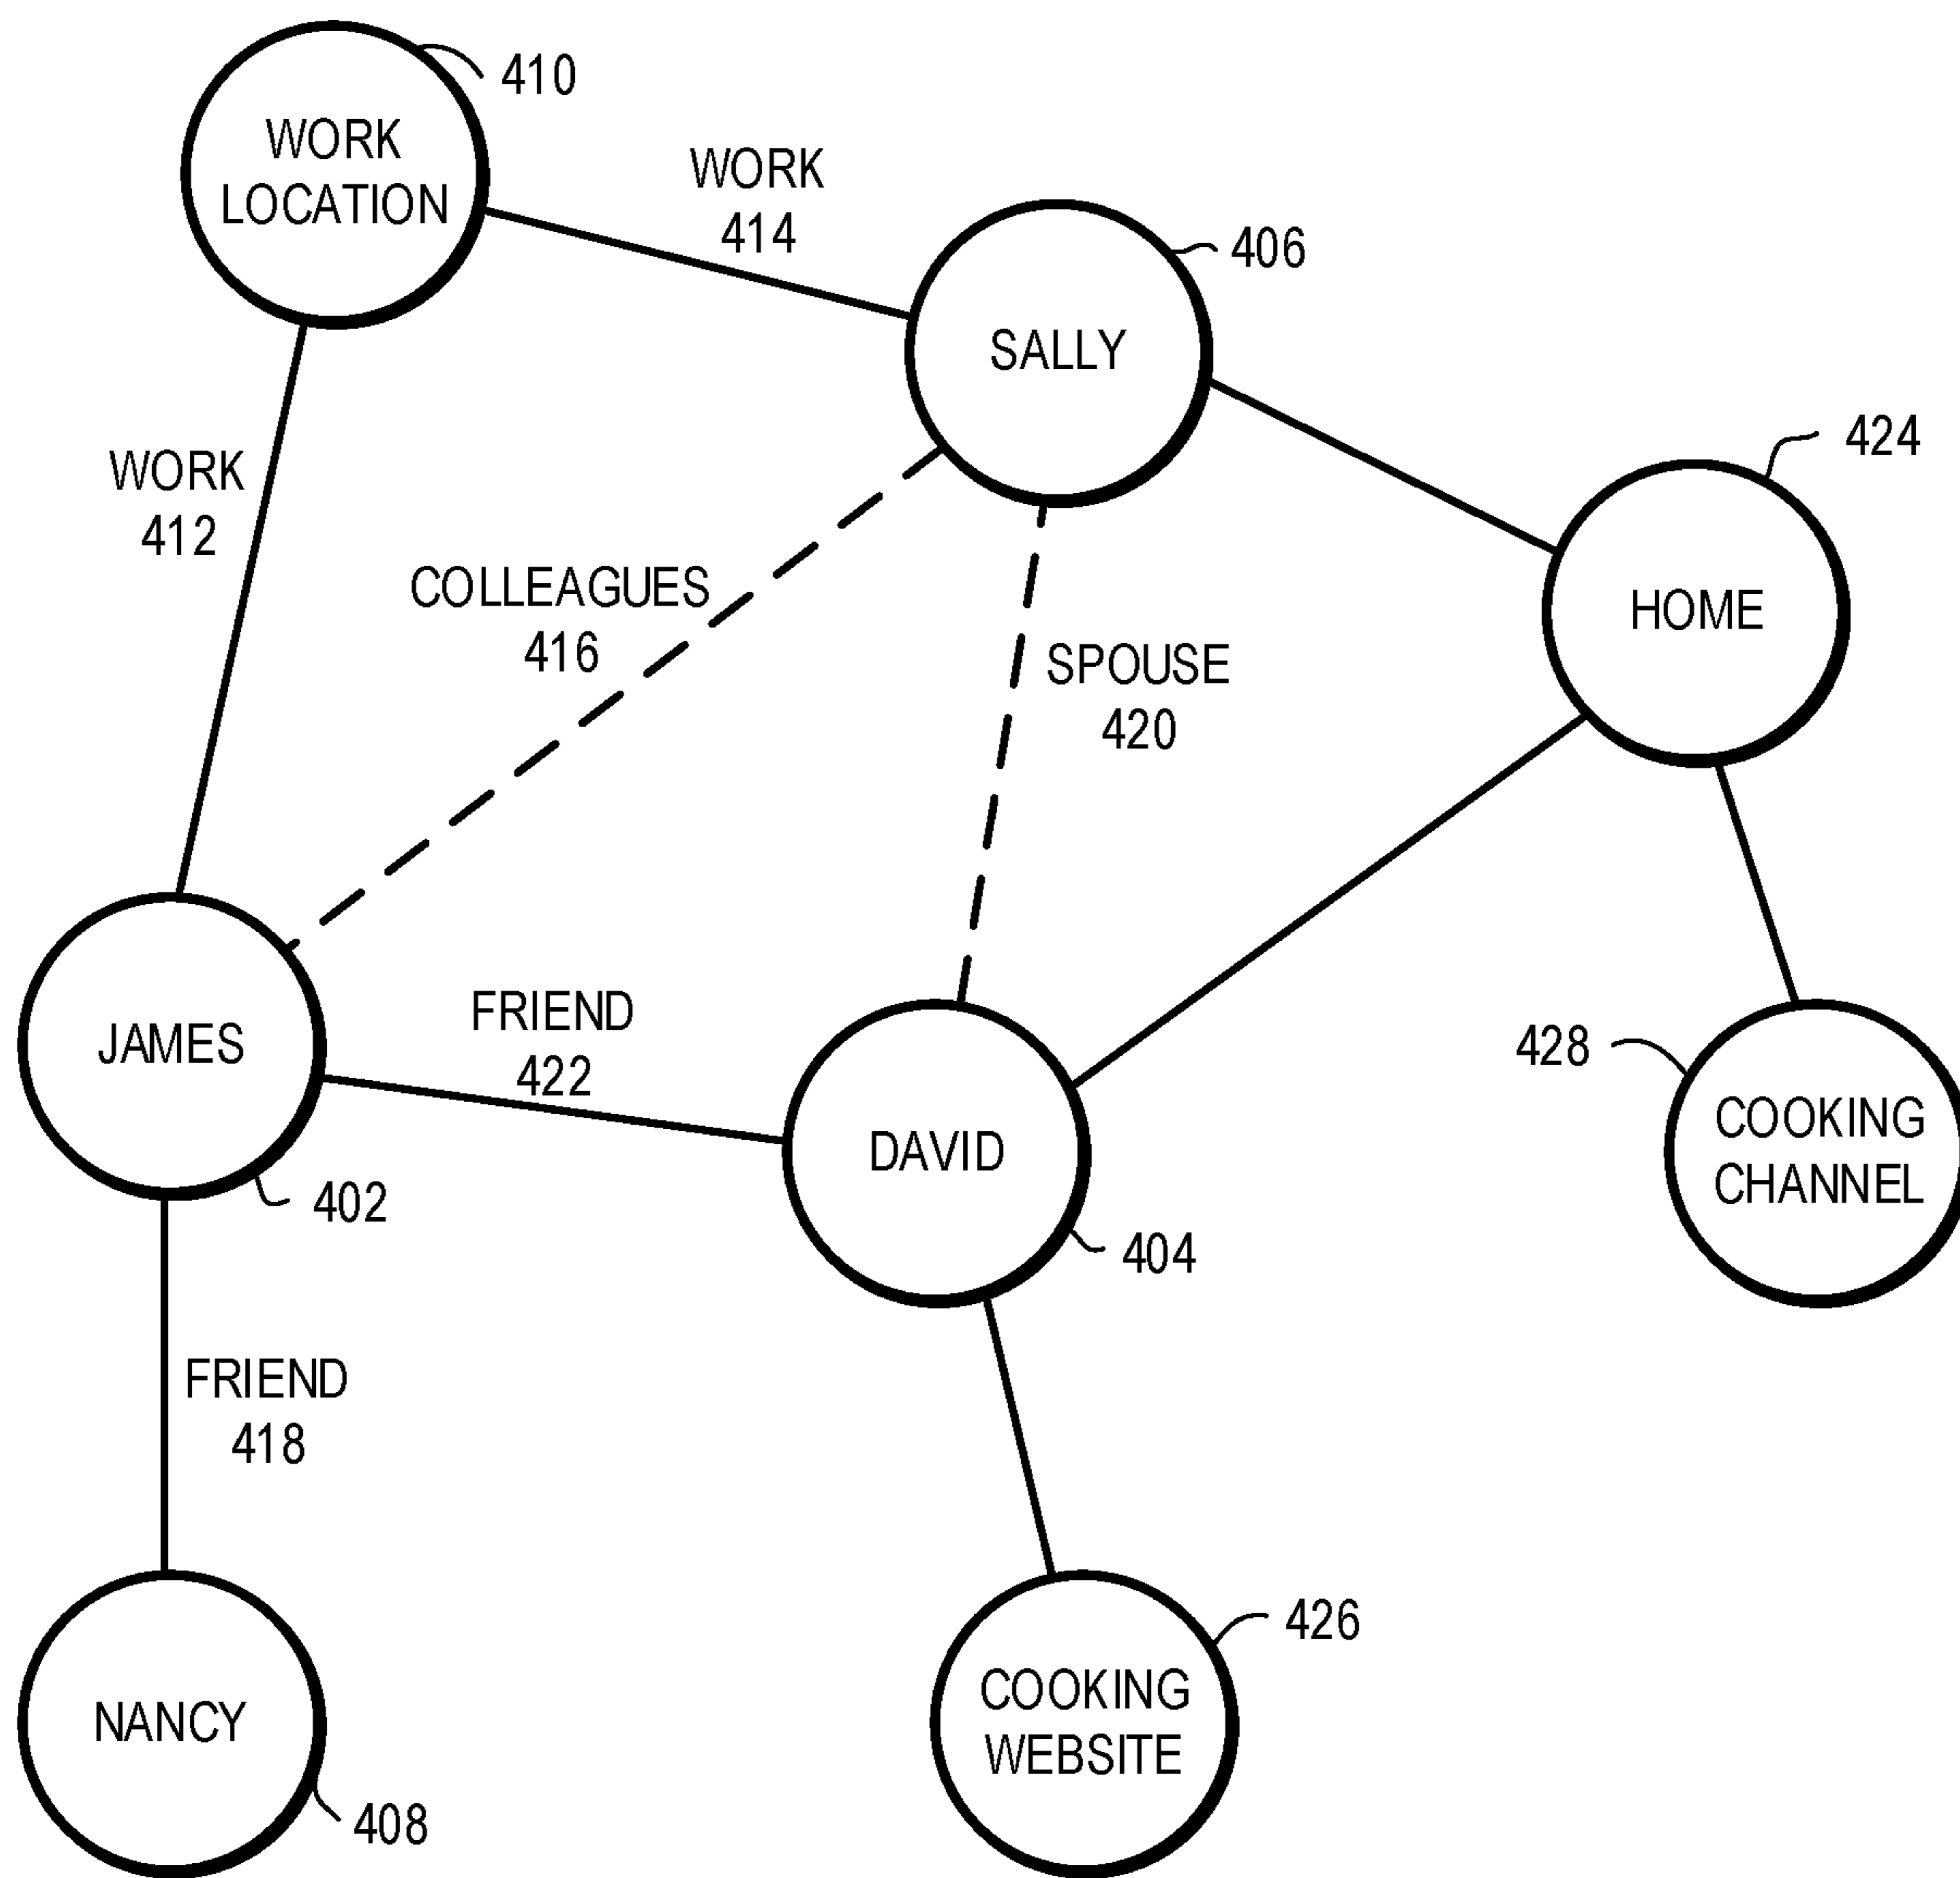 410
WORK
LOCATION
WORK
414
406
SALLY
424
WORK
412
HOME
COLLEAGUES
416
SPOUSE
420
JAMES
FRIEND
422
428
DAVID
COOKING
CHANNEL
402
404
FRIEND
418
426
NANCY
COOKING
WEBSITE
408